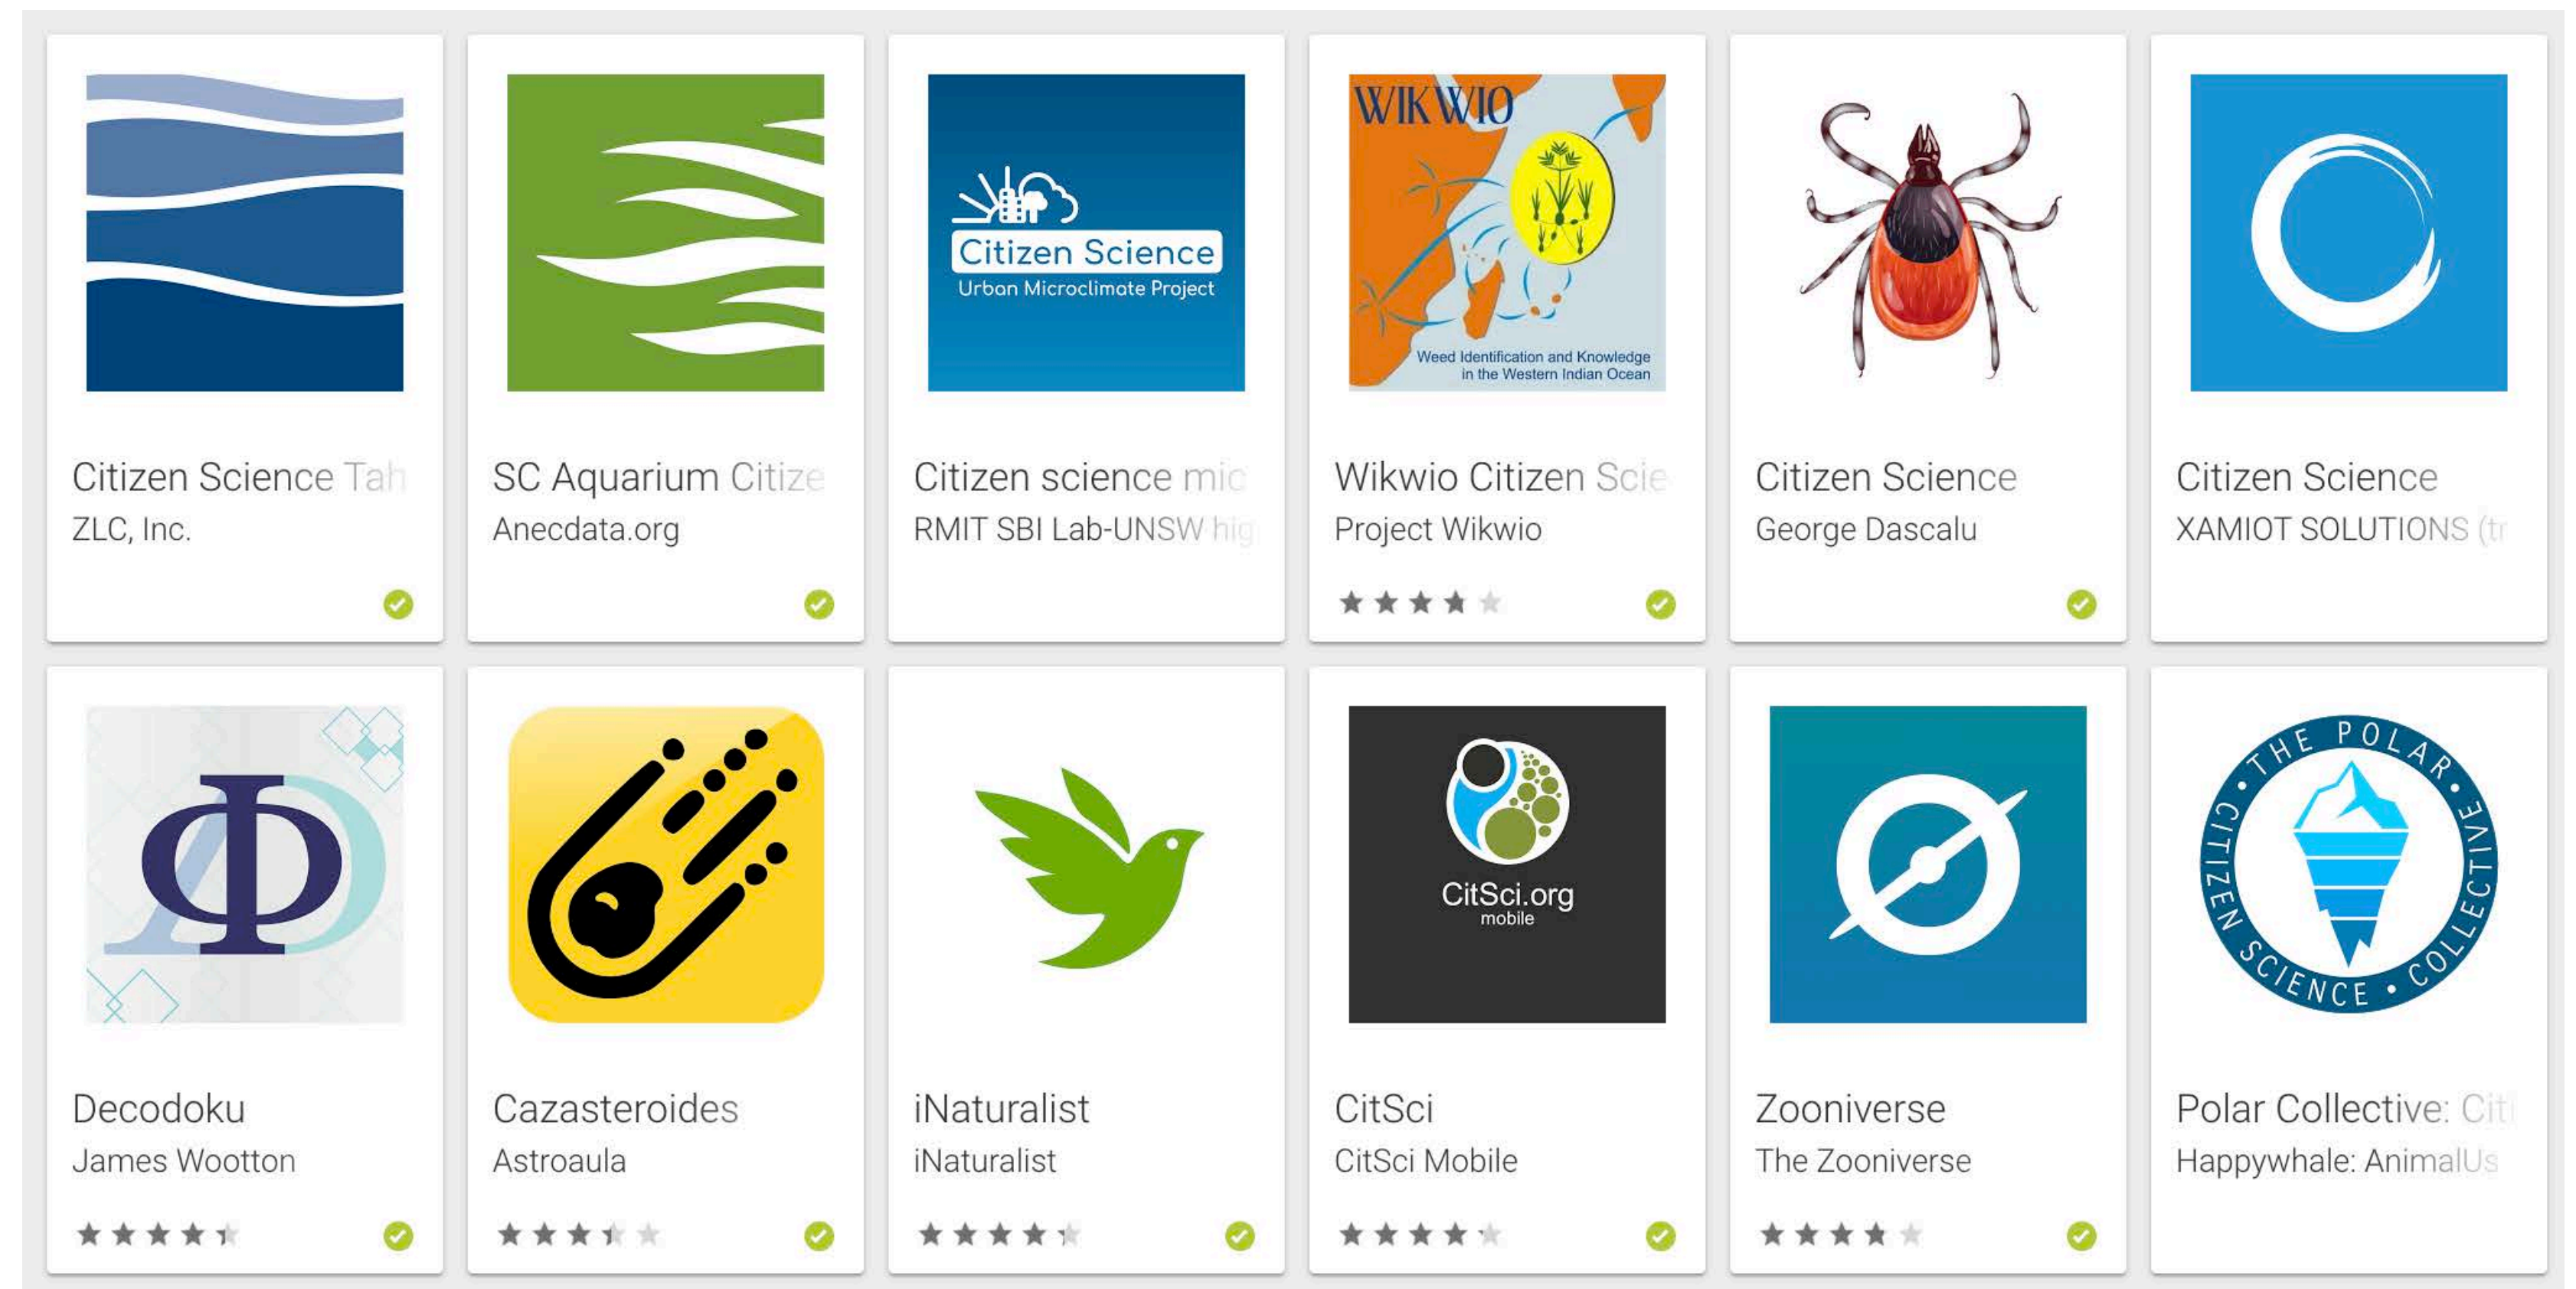 WIKWIO
Citizen Science
Urban Microclimate Project
Weed Identification and Knowledge
in the Western Indian Ocean
Citizen Science Tah
SC Aquarium Citize
Citizen science mic
Wikwio Citizen Scie
Citizen Science
Citizen Science
ZLC, Inc.
Anecdata.org
RMIT SBI Lab-UNSW hig
Project Wikwio
George Dascalu
XAMIOT SOLUTIONS (tr
Φ
CitSci.org
mobile
THE POLAR • CITIZEN SCIENCE • COLLECTIVE •
Decodoku
Cazasteroides
iNaturalist
CitSci
Zooniverse
Polar Collective: Citi
James Wootton
Astroaula
iNaturalist
CitSci Mobile
The Zooniverse
Happywhale: AnimalUs